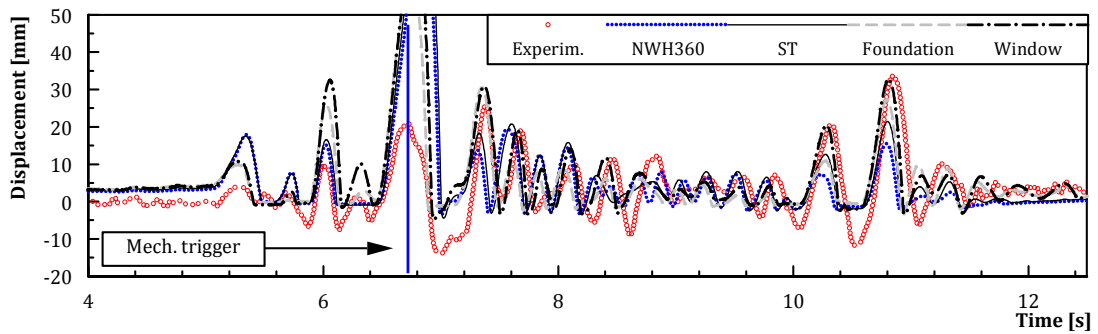 50
40
30
20
10
0
-10
-20
Displacement [mm]
Experim. NWH360 ST Foundation Window
Mech. trigger
4 6 8 10 12
Time [s]